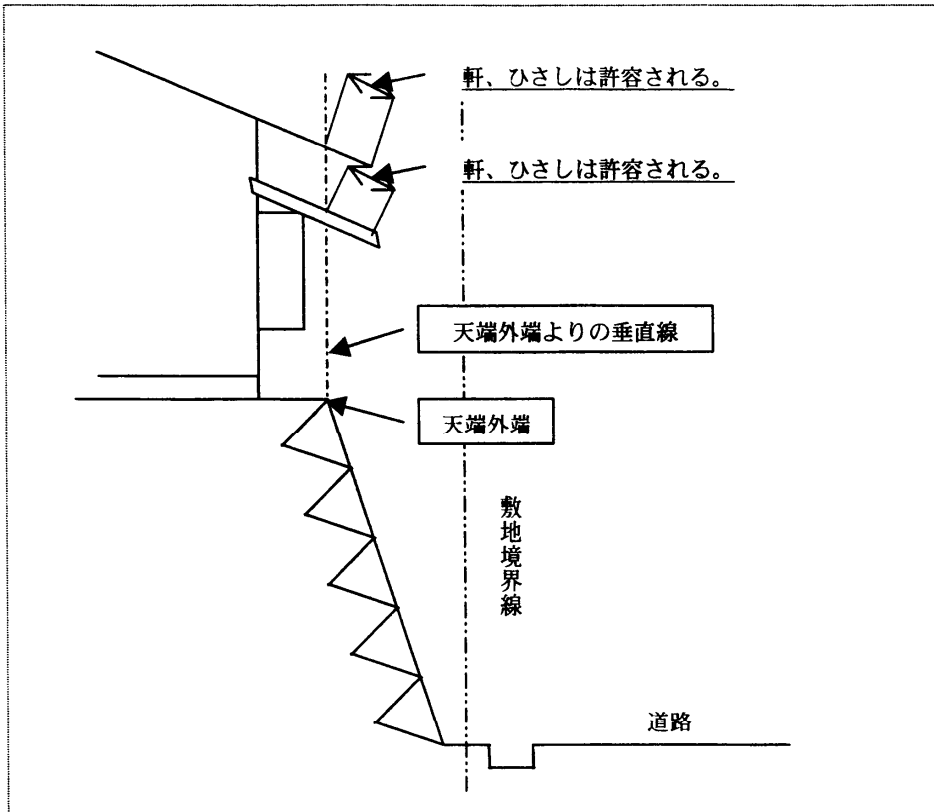 軒、ひさしは許容される。
軒、ひさしは許容される。
天端外端よりの垂直線
天端外端
敷地境界線
道路